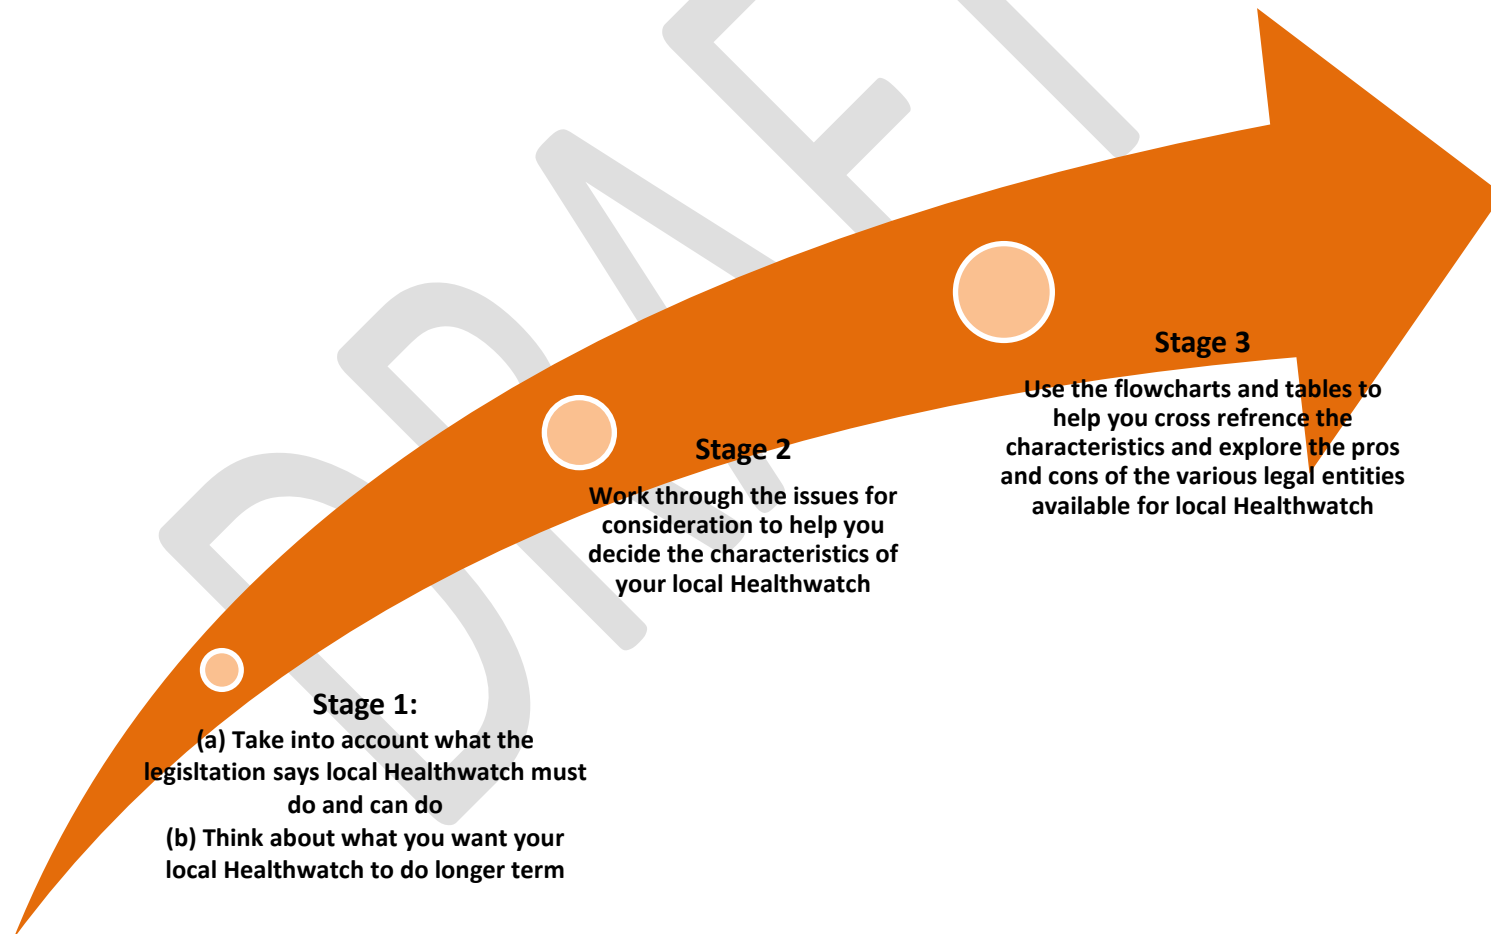 DRAFT
Stage 1:
(a) Take into account what the
legisltation says local Healthwatch must
do and can do
(b) Think about what you want your
local Healthwatch to do longer term
Stage 2
Work through the issues for
consideration to help you
decide the characteristics of
your local Healthwatch
Stage 3
Use the flowcharts and tables to
help you cross refrence the
characteristics and explore the pros
and cons of the various legal entities
available for local Healthwatch